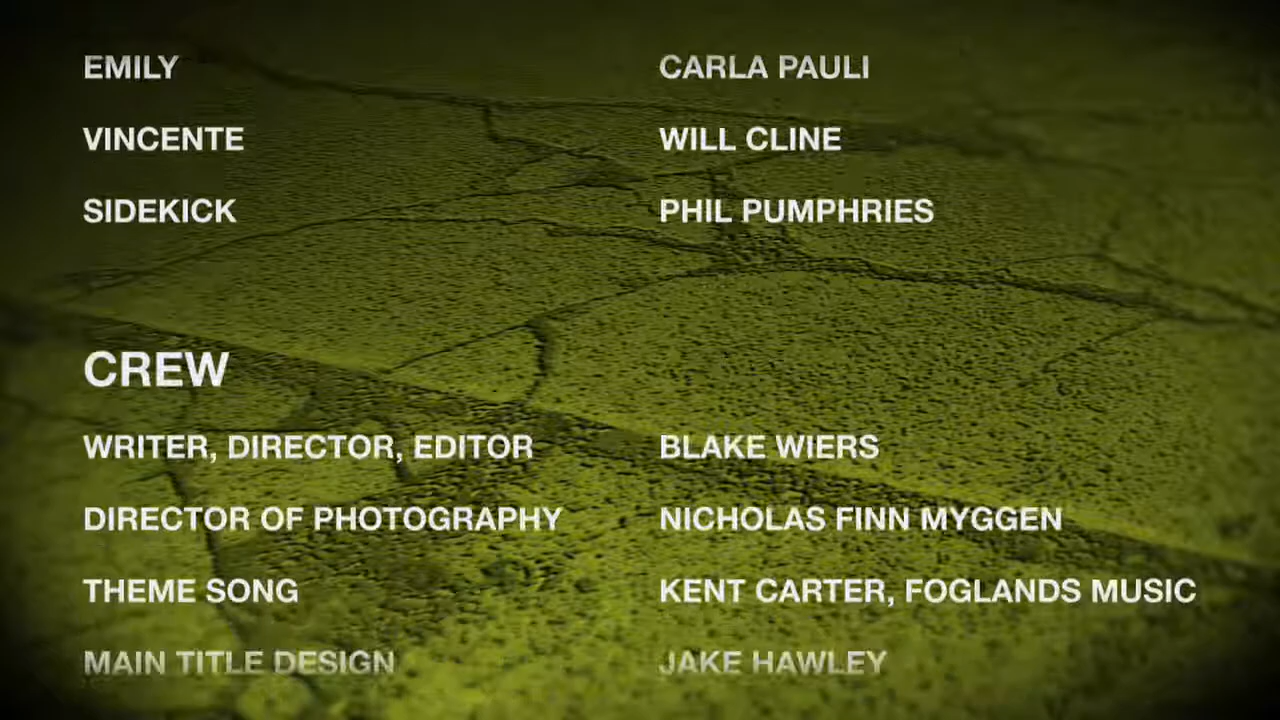 EMILY CARLA PAULI
VINCENTE WILL CLINE
SIDEKICK PHIL PUMPHRIES
CREW
WRITER, DIRECTOR, EDITOR BLAKE WIERS
DIRECTOR OF PHOTOGRAPHY NICHOLAS FINN MYGGEN
THEME SONG KENT CARTER, FOGLANDS MUSIC
MAIN TITLE DESIGN JAKE HAWLEY